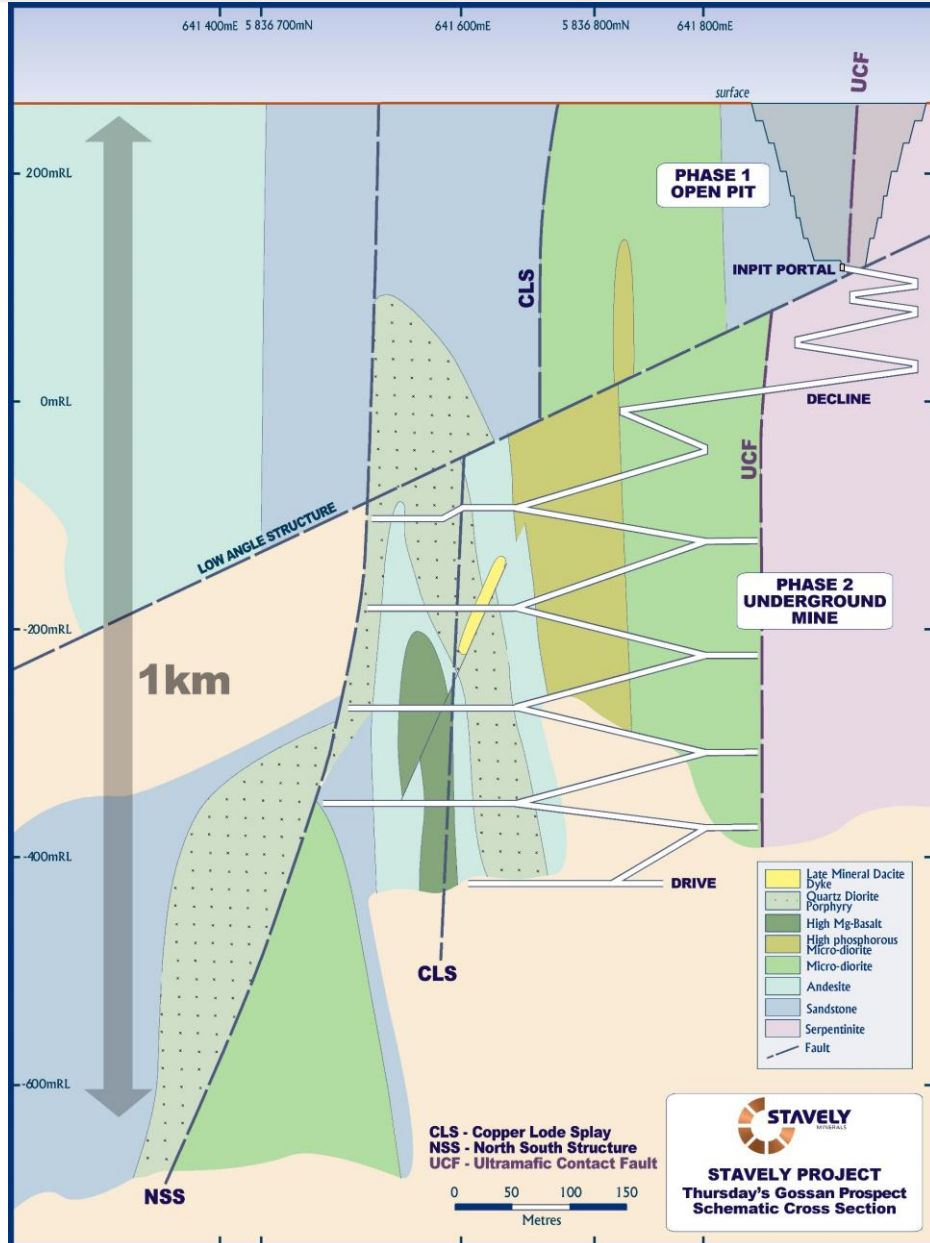 641 400mE
5 836 700mN
641 600mE
5 836 800mN
641 800mE
UCF
surface
200mRL
PHASE 1
OPEN PIT
INPIT PORTAL
CLS
0mRL
DECLINE
UCF
LOW ANGLE STRUCTURE
PHASE 2
UNDERGROUND
MINE
-200mRL
1km
-400mRL
DRIVE
CLS
Late Mineral Dacite
Dyke
Quartz Diorite
Porphyry
High Mg-Basalt
High phosphorous
Micro-diorite
Micro-diorite
Andesite
Sandstone
Serpentinite
Fault
-600mRL
NSS
CLS - Copper Lode Splay
NSS - North South Structure
UCF - Ultramafic Contact Fault
0 50 100 150
Metres
STAVELY
MINERALS
STAVELY PROJECT
Thursday's Gossan Prospect
Schematic Cross Section